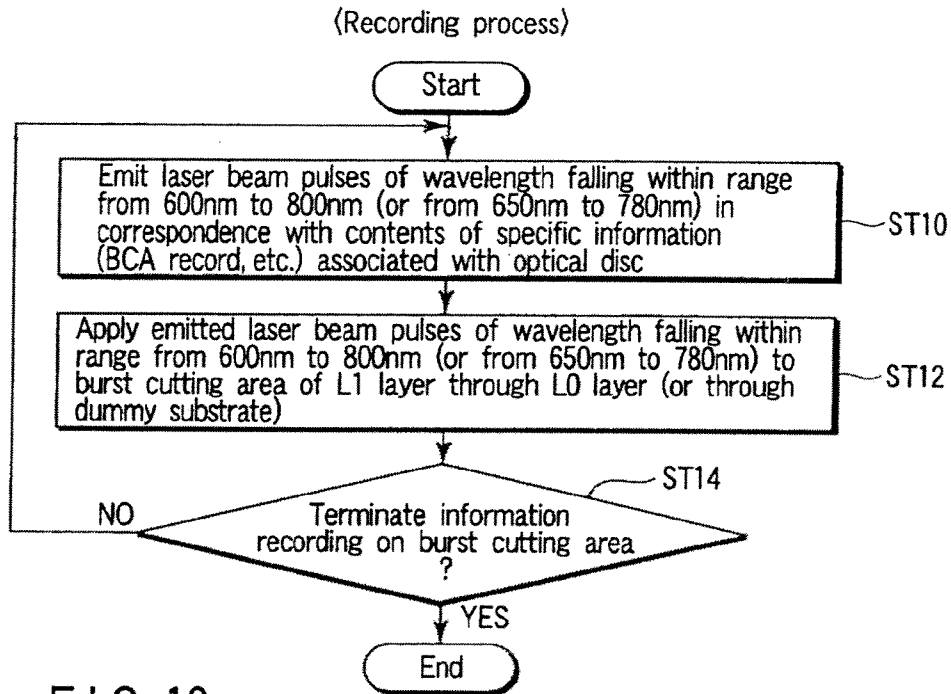 〈Recording process〉
Start
Emit laser beam pulses of wavelength falling within range
from 600nm to 800nm (or from 650nm to 780nm) in
correspondence with contents of specific information
(BCA record, etc.) associated with optical disc
ST10
Apply emitted laser beam pulses of wavelength falling within
range from 600nm to 800nm (or from 650nm to 780nm) to
burst cutting area of L1 layer through L0 layer (or through
dummy substrate)
ST12
ST14
NO
Terminate information
recording on burst cutting area
?
YES
End